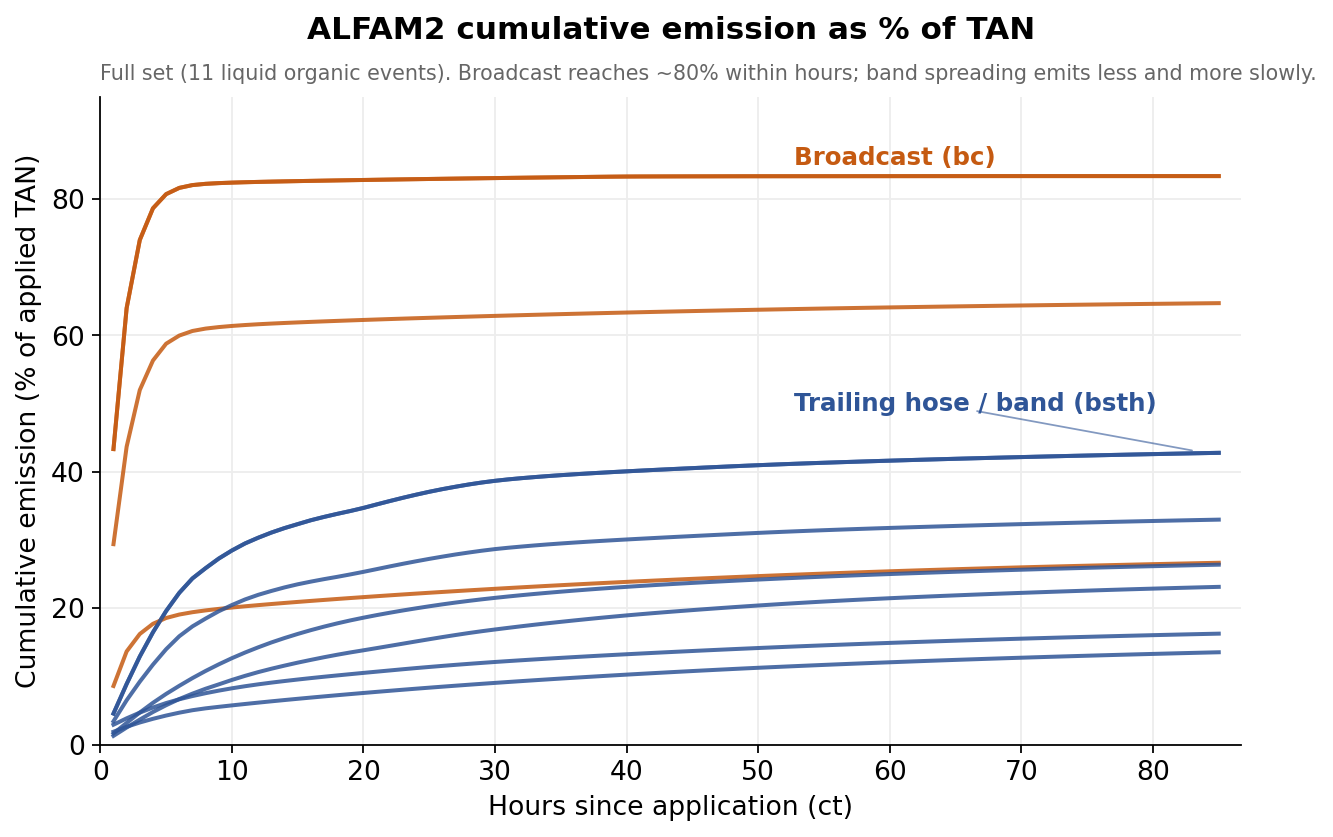 ALFAM2 cumulative emission as % of TAN
Full set (11 liquid organic events). Broadcast reaches ~80% within hours; band spreading emits less and more slowly.
Cumulative emission (% of applied TAN)
80
60
40
20
0
Broadcast (bc)
Trailing hose / band (bsth)
0 10 20 30 40 50 60 70 80
Hours since application (ct)